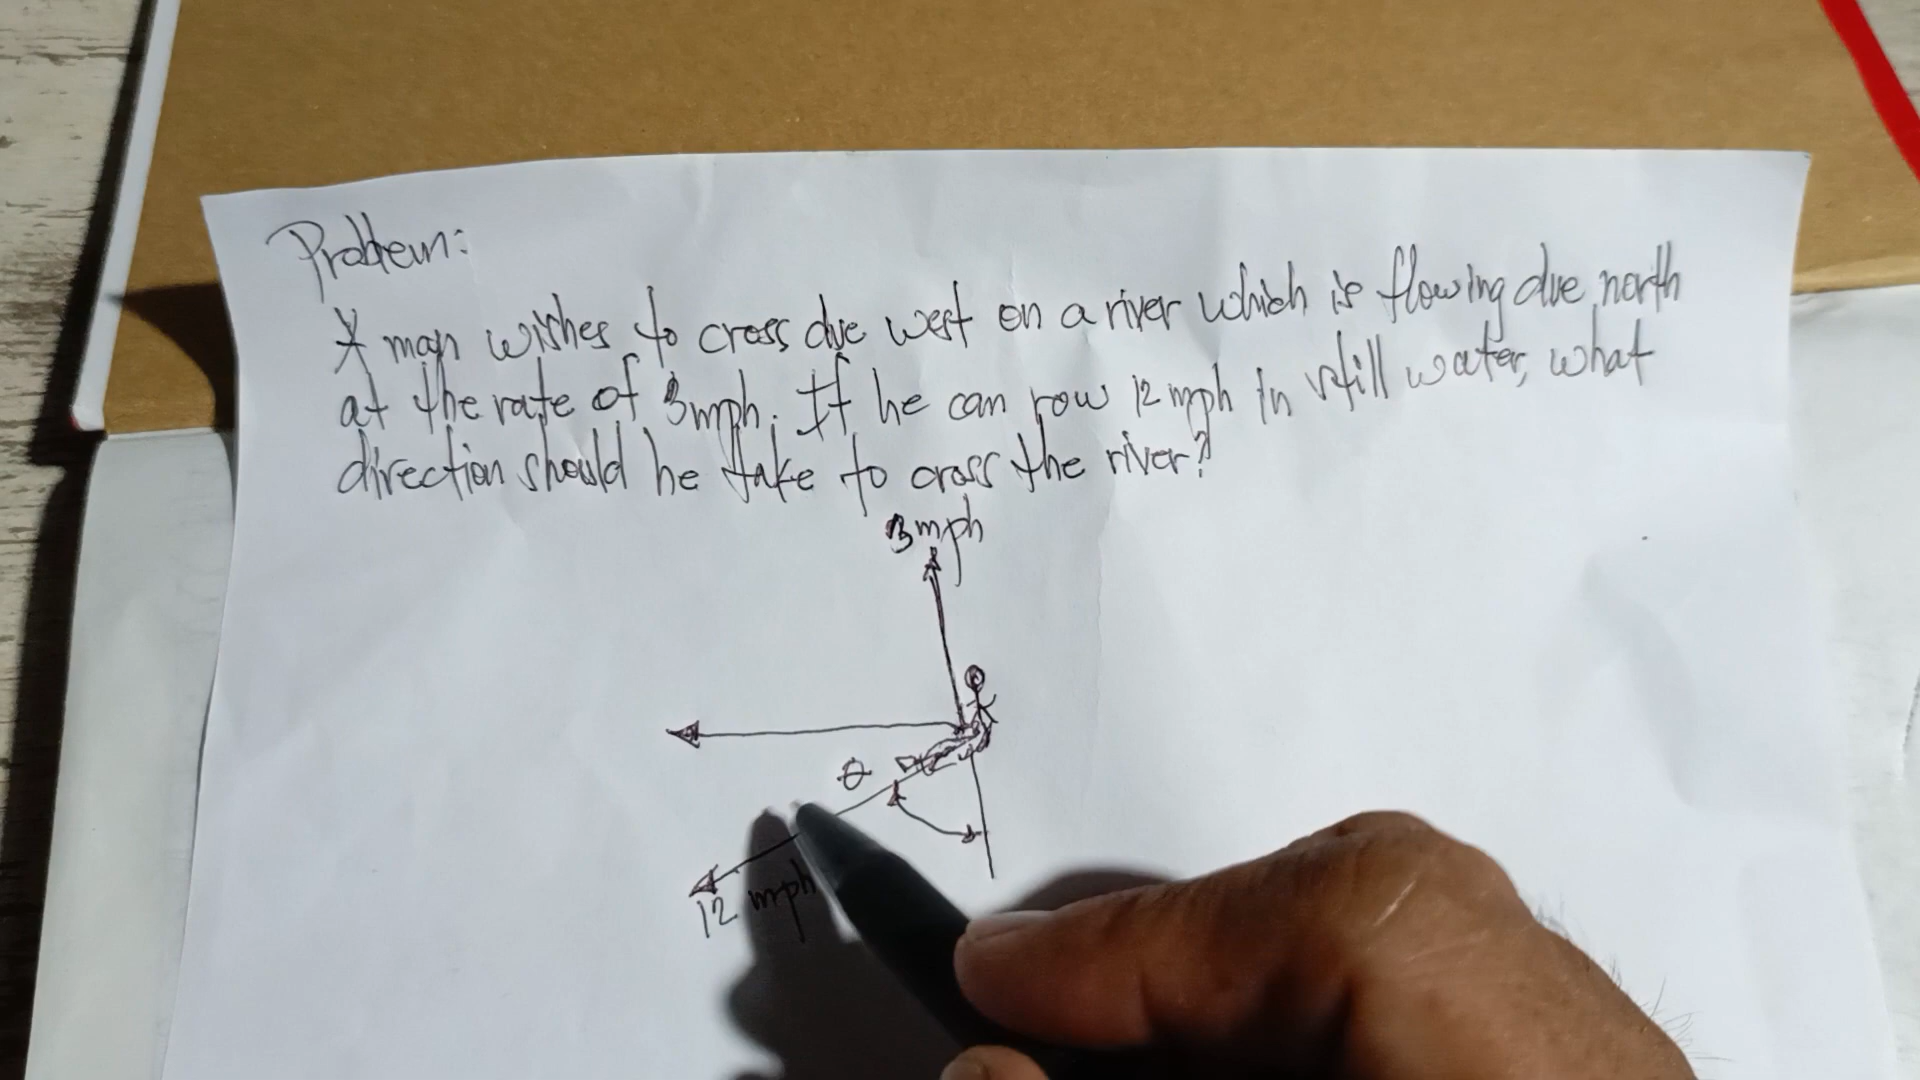 Problem:
A man wishes to cross due west on a river which is flowing due north
at the rate of 3mph. If he can row 12 mph in still water, what
direction should he take to cross the river?
3mph
θ
12 mph